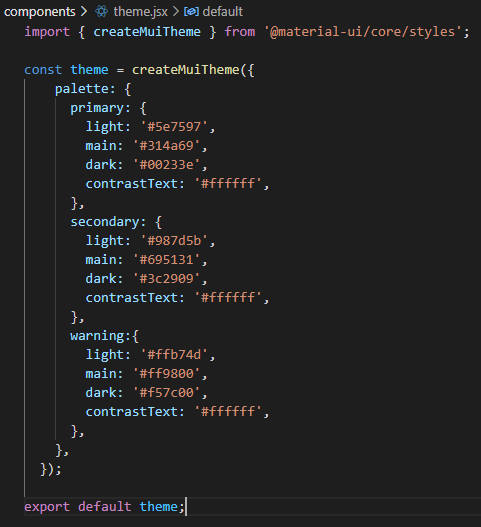 components > theme.jsx > default
import { createMuiTheme } from '@material-ui/core/styles';
const theme = createMuiTheme({
palette: {
primary: {
light: '#5e7597',
main: '#314a69',
dark: '#00233e',
contrastText: '#ffffff',
},
secondary: {
light: '#987d5b',
main: '#695131',
dark: '#3c2909',
contrastText: '#ffffff',
},
warning:{
light: '#ffb74d',
main: '#ff9800',
dark: '#f57c00',
contrastText: '#ffffff',
},
},
});
export default theme;